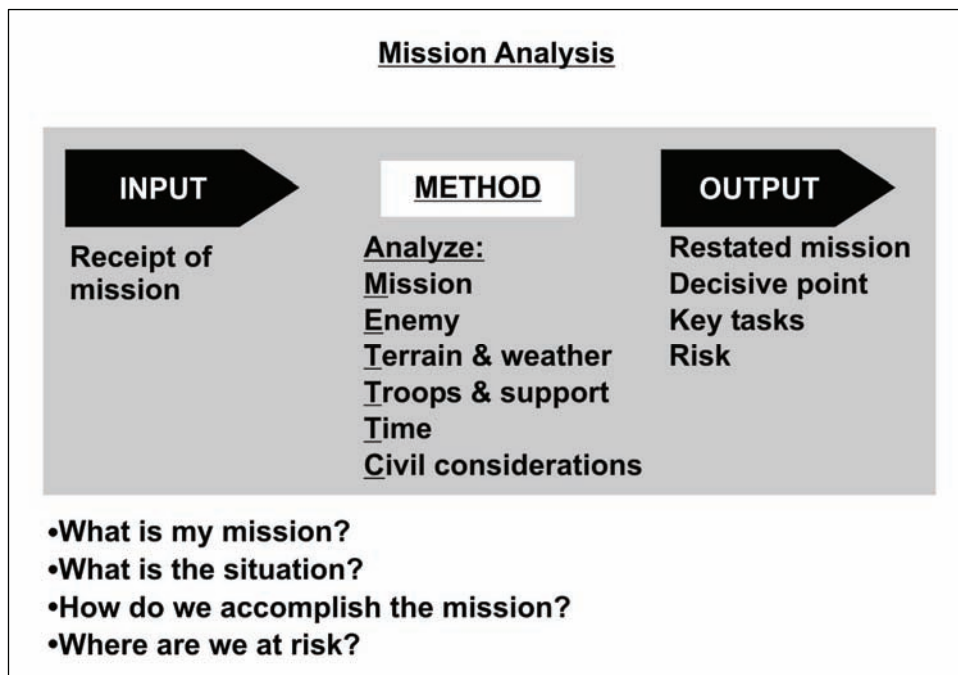 Mission Analysis
INPUT
Receipt of
mission
METHOD
Analyze:
Mission
Enemy
Terrain & weather
Troops & support
Time
Civil considerations
OUTPUT
Restated mission
Decisive point
Key tasks
Risk
•What is my mission?
•What is the situation?
•How do we accomplish the mission?
•Where are we at risk?